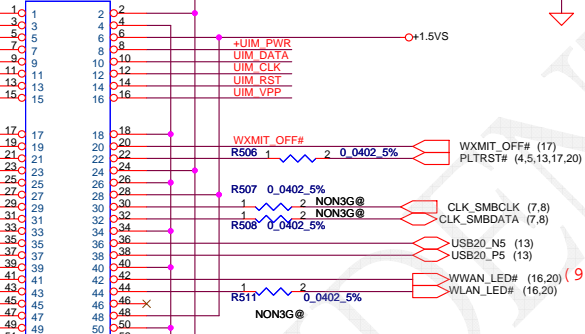 1 1 2 2
3 3 4 4
5 5 6 6 +1.5VS
7 7 8 8 +UIM_PWR
9 9 10 10 UIM_DATA
11 11 12 12 UIM_CLK
13 13 14 14 UIM_RST
15 15 16 16 UIM_VPP
17 17 18 18
19 19 20 20 WXMIT_OFF# WXMIT_OFF# (17)
21 21 22 22 R506 1 2 0_0402_5% PLTRST# (4,5,13,17,20)
23 23 24 24
25 25 26 26
27 27 28 28 R507 0_0402_5%
29 29 30 30 1 2 NON3G@ CLK_SMBCLK (7,8)
31 31 32 32 1 2 NON3G@ CLK_SMBDATA (7,8)
33 33 34 34 R508 0_0402_5%
35 35 36 36 USB20_N5 (13)
37 37 38 38 USB20_P5 (13)
39 39 40 40
41 41 42 42 WWAN_LED# (16,20) (9
43 43 44 44 1 2 WLAN_LED# (16,20)
45 45 46 46 R511 0_0402_5%
47 47 48 48 NON3G@
49 49 50 50